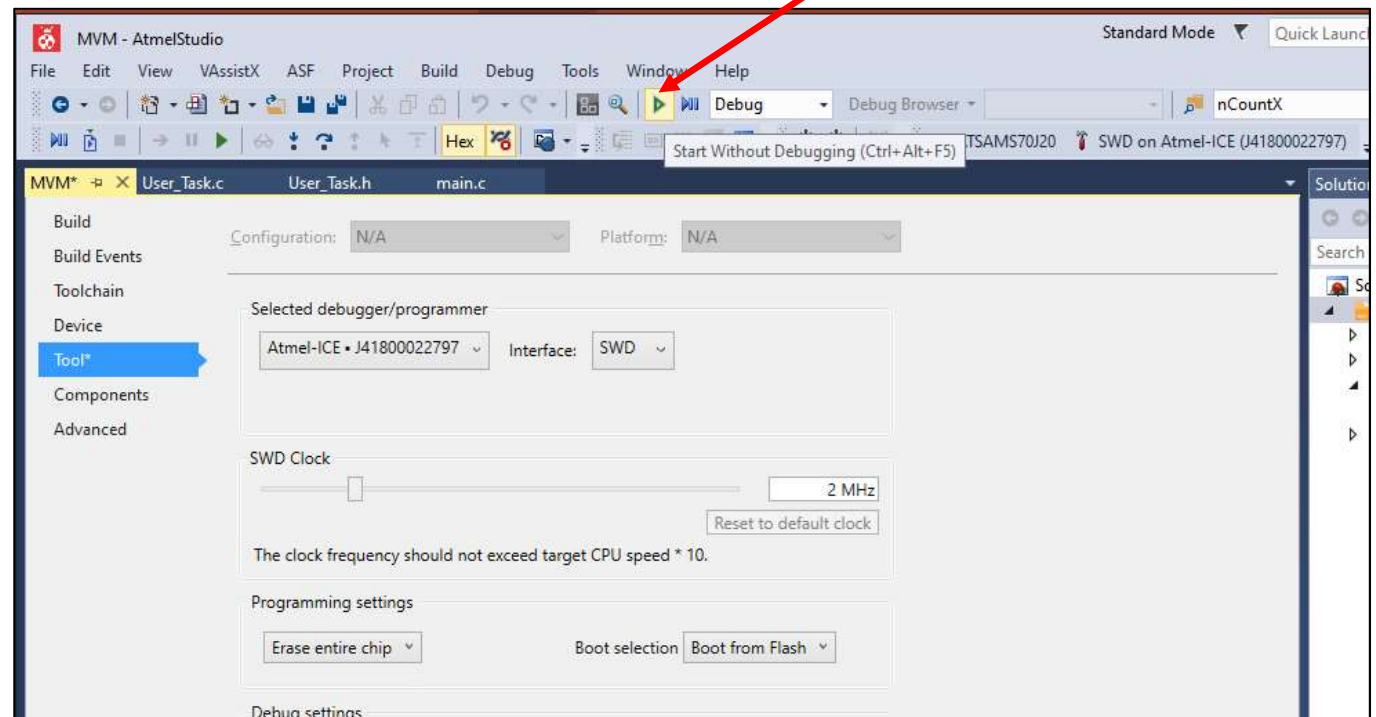 MVM - AtmelStudio
Standard Mode
Quick Launch
File Edit View VAssistX ASF Project Build Debug Tools Window Help
Debug Debug Browser nCountX
Hex TSAMS70J20 SWD on Atmel-ICE (J41800022797)
Start Without Debugging (Ctrl+Alt+F5)
MVM* User_Task.c User_Task.h main.c
Build
Build Events
Toolchain
Device
Tool*
Components
Advanced
Configuration: N/A Platform: N/A
Selected debugger/programmer
Atmel-ICE • J41800022797 Interface: SWD
SWD Clock
2 MHz
Reset to default clock
The clock frequency should not exceed target CPU speed * 10.
Programming settings
Erase entire chip Boot selection Boot from Flash
Debug settings
Solutio
Search
So